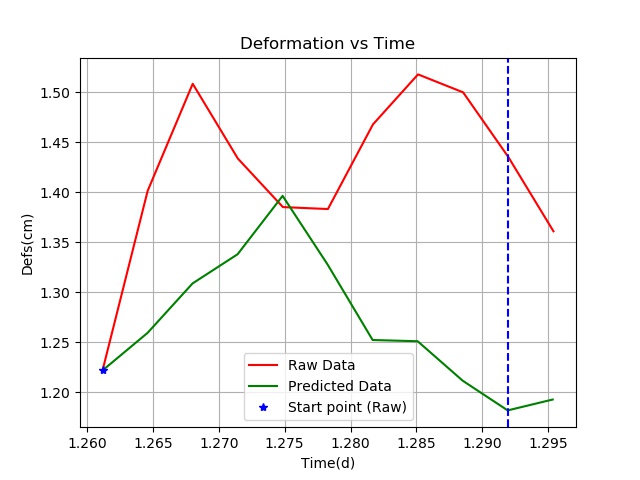 Deformation vs Time
Defs(cm)
1.50
1.45
1.40
1.35
1.30
1.25
1.20
Raw Data
Predicted Data
Start point (Raw)
1.260 1.265 1.270 1.275 1.280 1.285 1.290 1.295
Time(d)